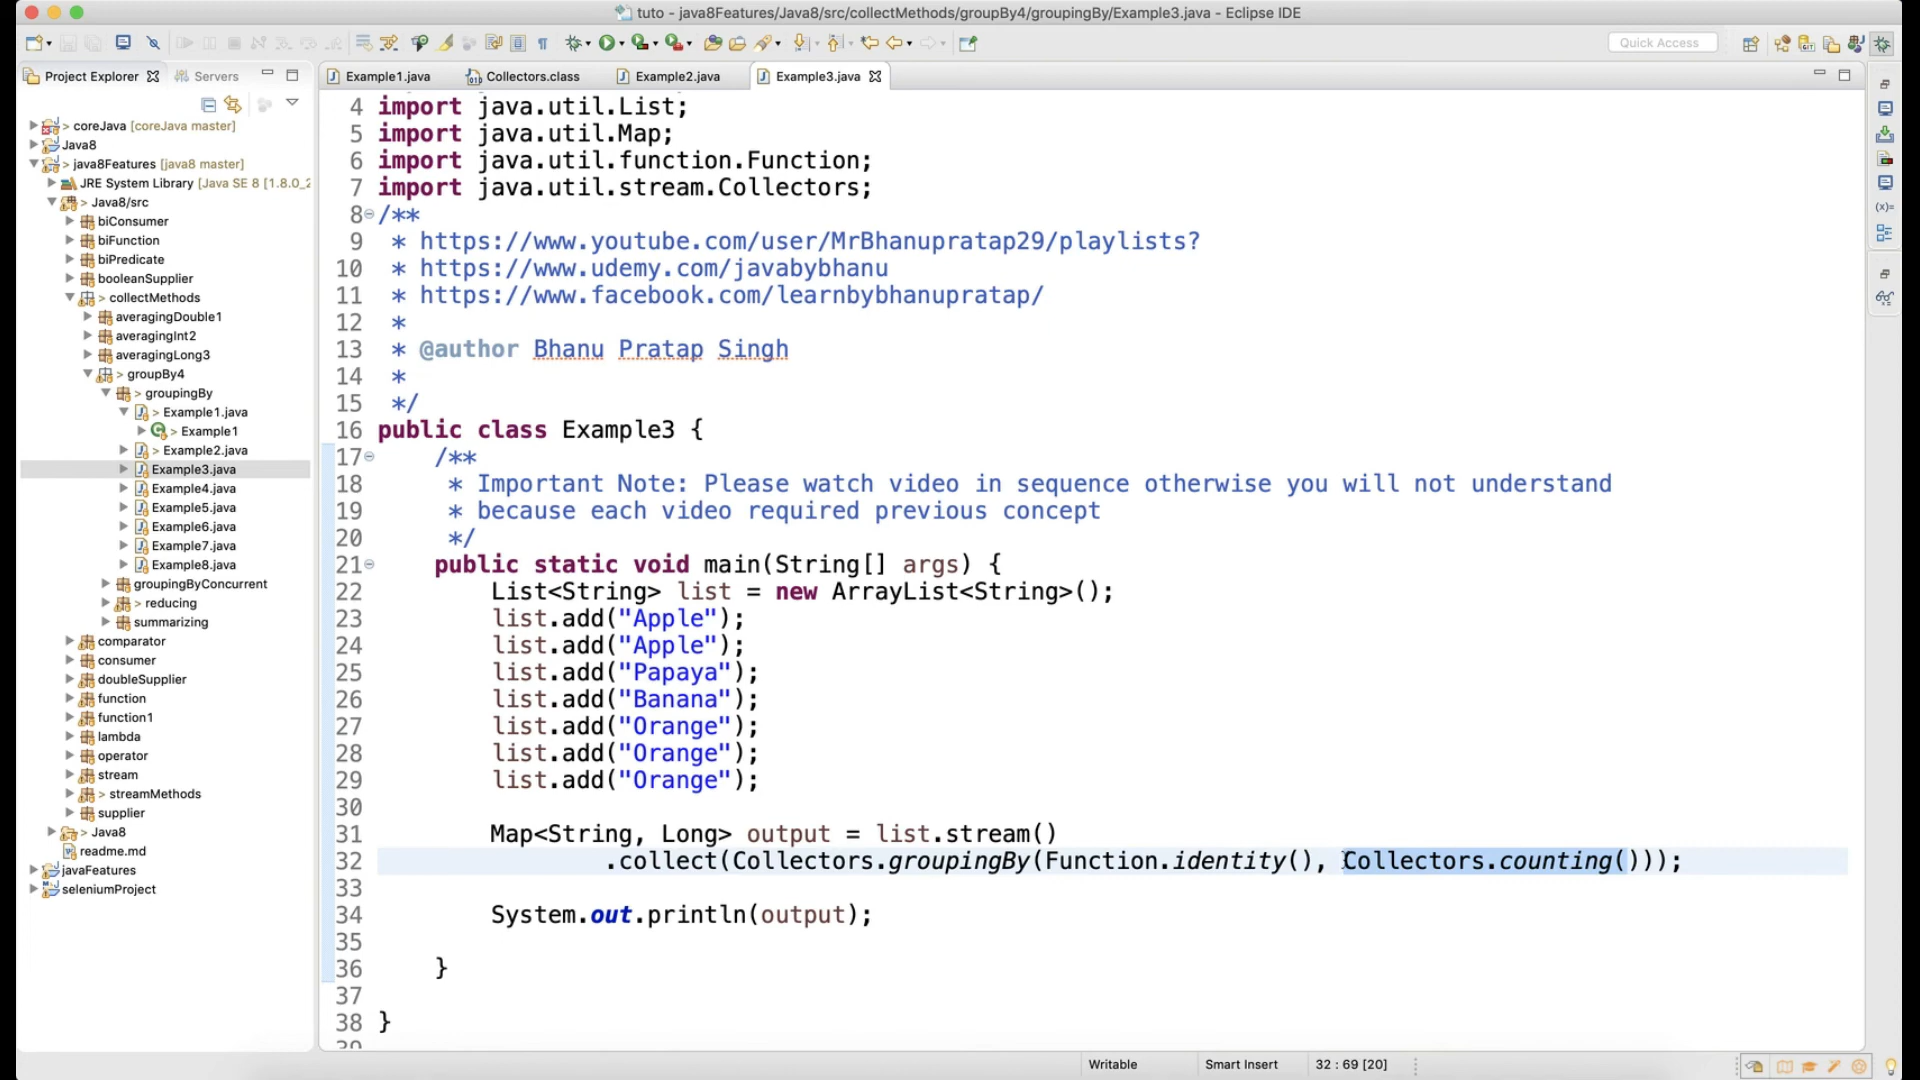 tuto - java8Features/Java8/src/collectMethods/groupBy4/groupingBy/Example3.java - Eclipse IDE
Quick Access
Project Explorer
Servers
Example1.java
Collectors.class
Example2.java
Example3.java
> coreJava [coreJava master]
Java8
> java8Features [java8 master]
JRE System Library [Java SE 8 [1.8.0_2
> Java8/src
biConsumer
biFunction
biPredicate
booleanSupplier
> collectMethods
averagingDouble1
averagingInt2
averagingLong3
> groupBy4
> groupingBy
> Example1.java
> Example1
> Example2.java
Example3.java
Example4.java
Example5.java
Example6.java
Example7.java
Example8.java
groupingByConcurrent
> reducing
summarizing
comparator
consumer
doubleSupplier
function
function1
lambda
operator
stream
> streamMethods
supplier
> Java8
readme.md
javaFeatures
seleniumProject
4 import java.util.List;
5 import java.util.Map;
6 import java.util.function.Function;
7 import java.util.stream.Collectors;
8 /**
9 * https://www.youtube.com/user/MrBhanupratap29/playlists?
10 * https://www.udemy.com/javabybhanu
11 * https://www.facebook.com/learnbybhanupratap/
12 *
13 * @author Bhanu Pratap Singh
14 *
15 */
16 public class Example3 {
17 /**
18 * Important Note: Please watch video in sequence otherwise you will not understand
19 * because each video required previous concept
20 */
21 public static void main(String[] args) {
22 List<String> list = new ArrayList<String>();
23 list.add("Apple");
24 list.add("Apple");
25 list.add("Papaya");
26 list.add("Banana");
27 list.add("Orange");
28 list.add("Orange");
29 list.add("Orange");
30
31 Map<String, Long> output = list.stream()
32 .collect(Collectors.groupingBy(Function.identity(), Collectors.counting()));
33
34 System.out.println(output);
35
36 }
37
38 }
Writable
Smart Insert
32 : 69 [20]